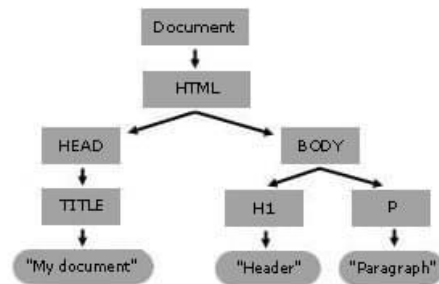 Document
HTML
HEAD BODY
TITLE H1 P
"My document" "Header" "Paragraph"